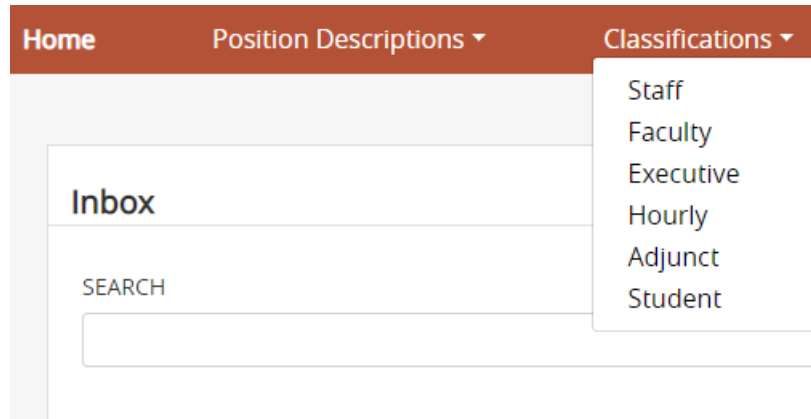 Home Position Descriptions Classifications
Staff
Faculty
Executive
Hourly
Adjunct
Student
Inbox
SEARCH